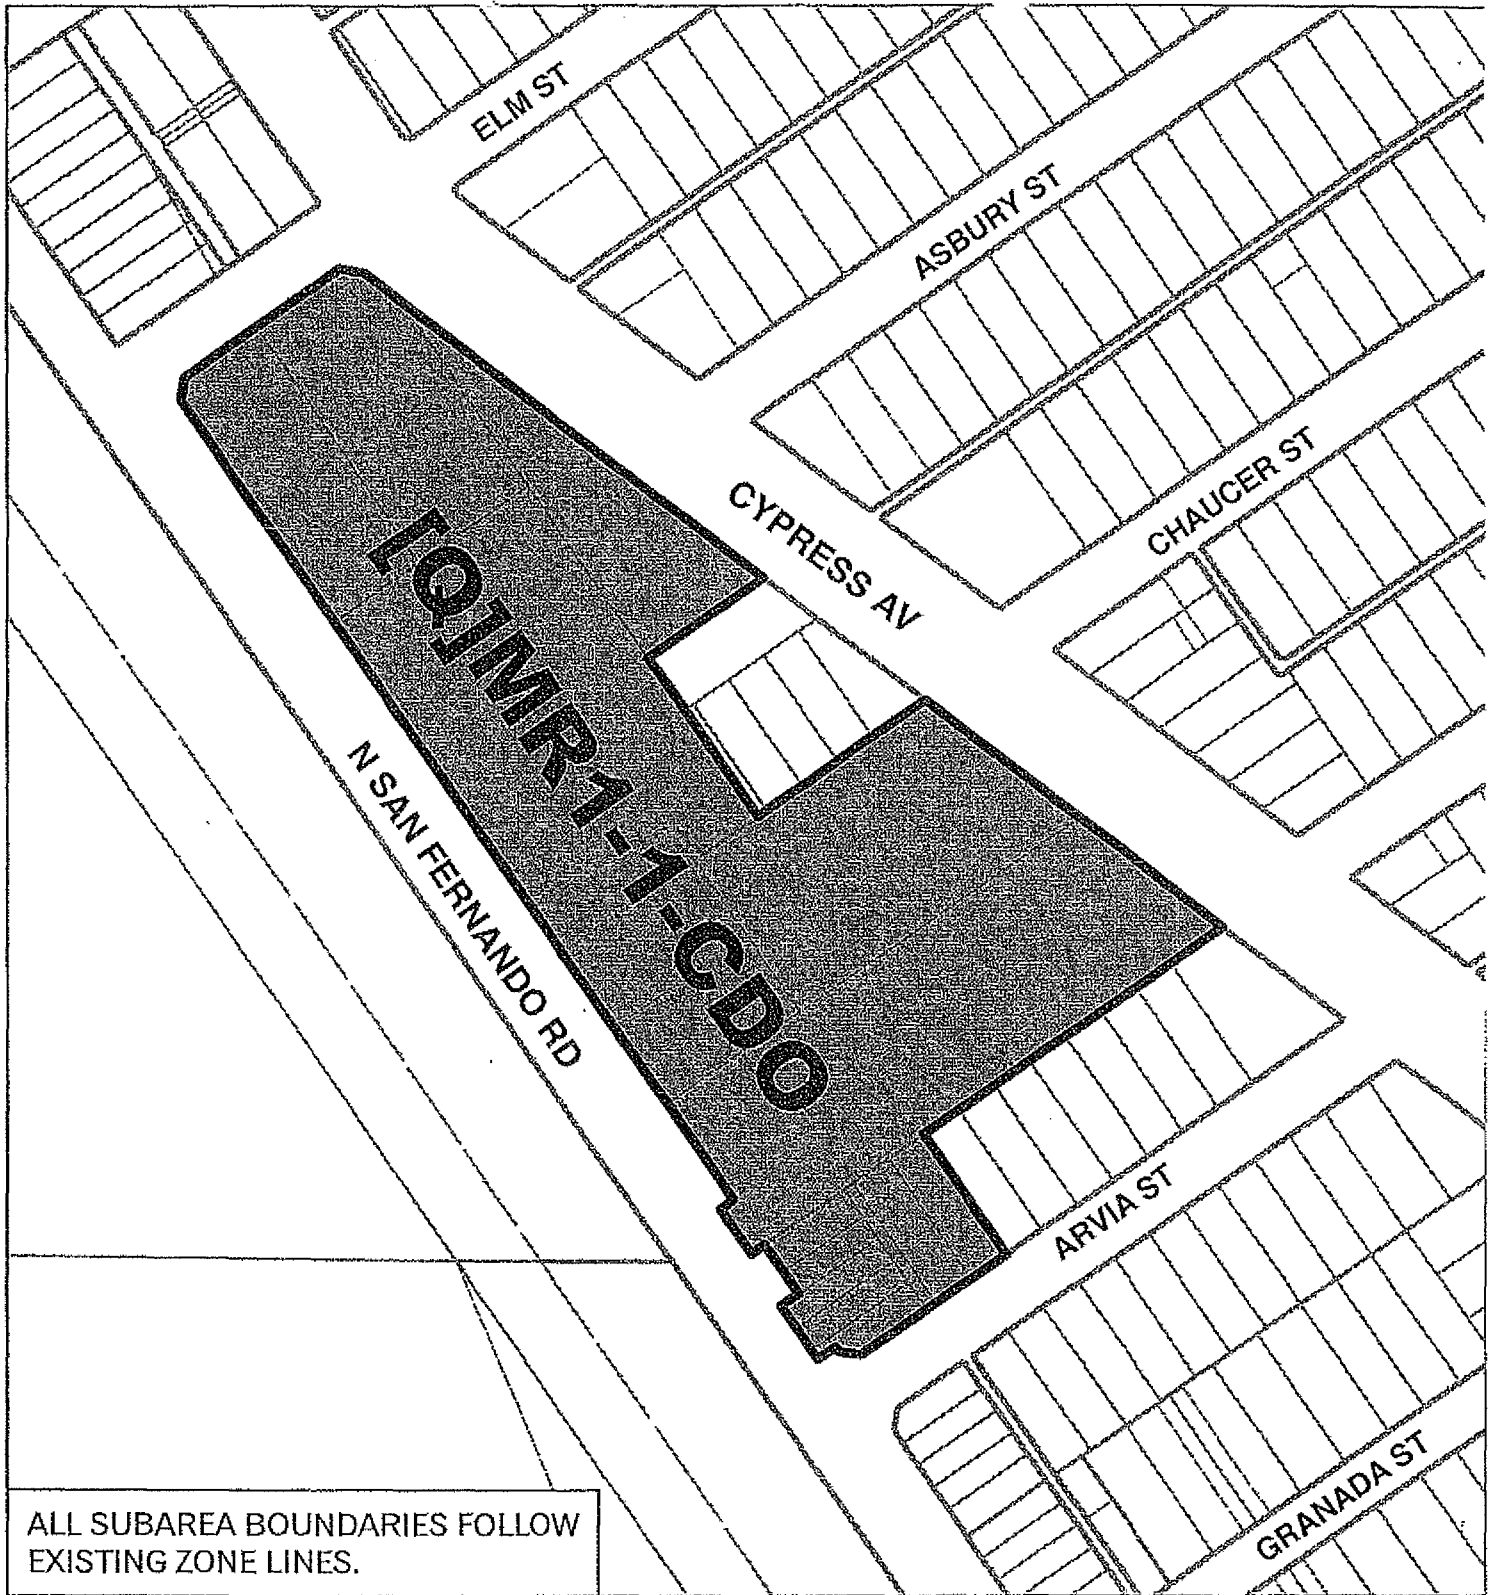 ELM ST
ASBURY ST
CHAUCER ST
CYPRESS AV
[Q]MR1-1-CDO
N SAN FERNANDO RD
ARVIA ST
GRANADA ST
ALL SUBAREA BOUNDARIES FOLLOW
EXISTING ZONE LINES.